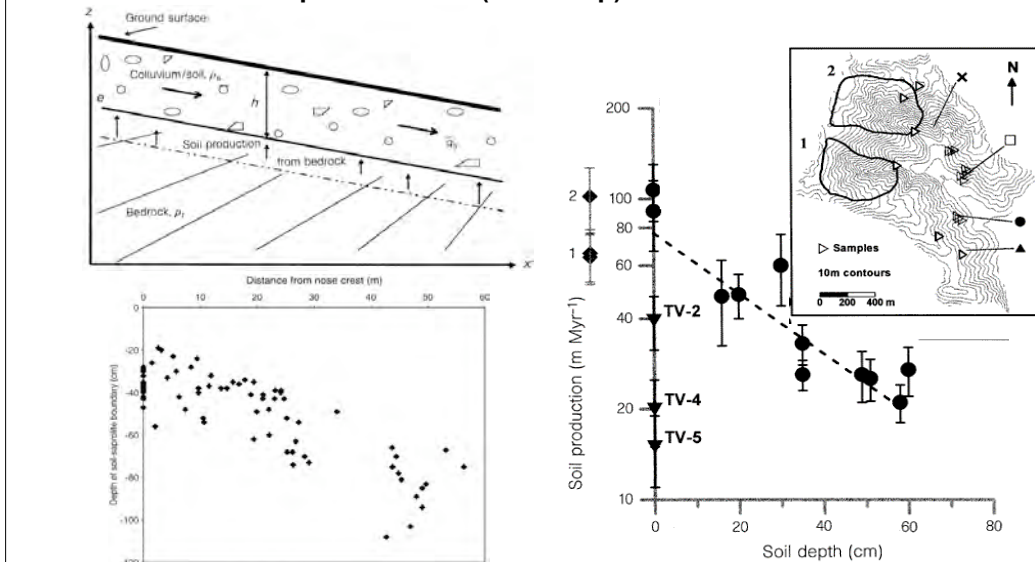 z
Ground surface
Colluvium/soil, ρs
h
e
Soil production
from bedrock
Bedrock, ρr
x
Distance from nose crest (m)
0 10 20 30 40 50 60
0
-20
-40
-60
-80
-100
Depth of soil-saprolite boundary (cm)
200
100
80
60
40
20
10
Soil production (m Myr⁻¹)
2
1
TV-2
TV-4
TV-5
0 20 40 60 80
Soil depth (cm)
2
1
N
Samples
10m contours
0 200 400 m